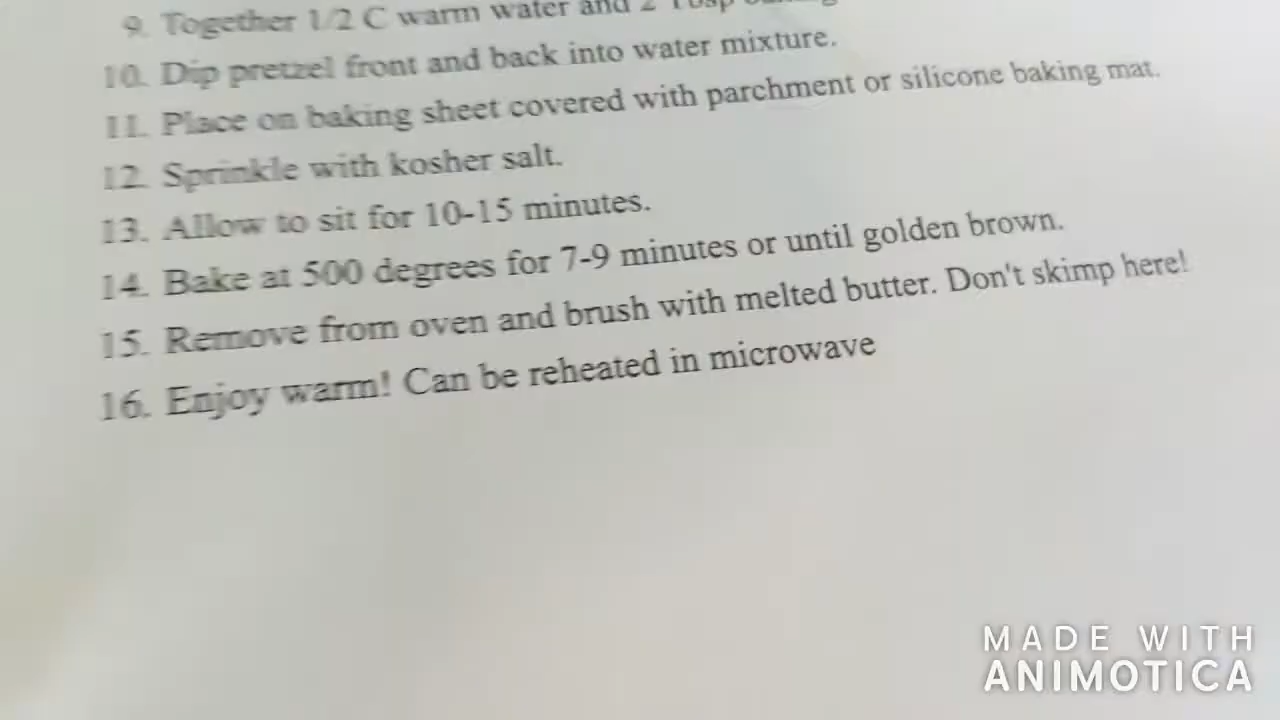 9. Together 1/2 C warm water and 2 Tbsp
10. Dip pretzel front and back into water mixture.
11. Place on baking sheet covered with parchment or silicone baking mat.
12. Sprinkle with kosher salt.
13. Allow to sit for 10-15 minutes.
14. Bake at 500 degrees for 7-9 minutes or until golden brown.
15. Remove from oven and brush with melted butter. Don't skimp here!
16. Enjoy warm! Can be reheated in microwave
MADE WITH
ANIMOTICA